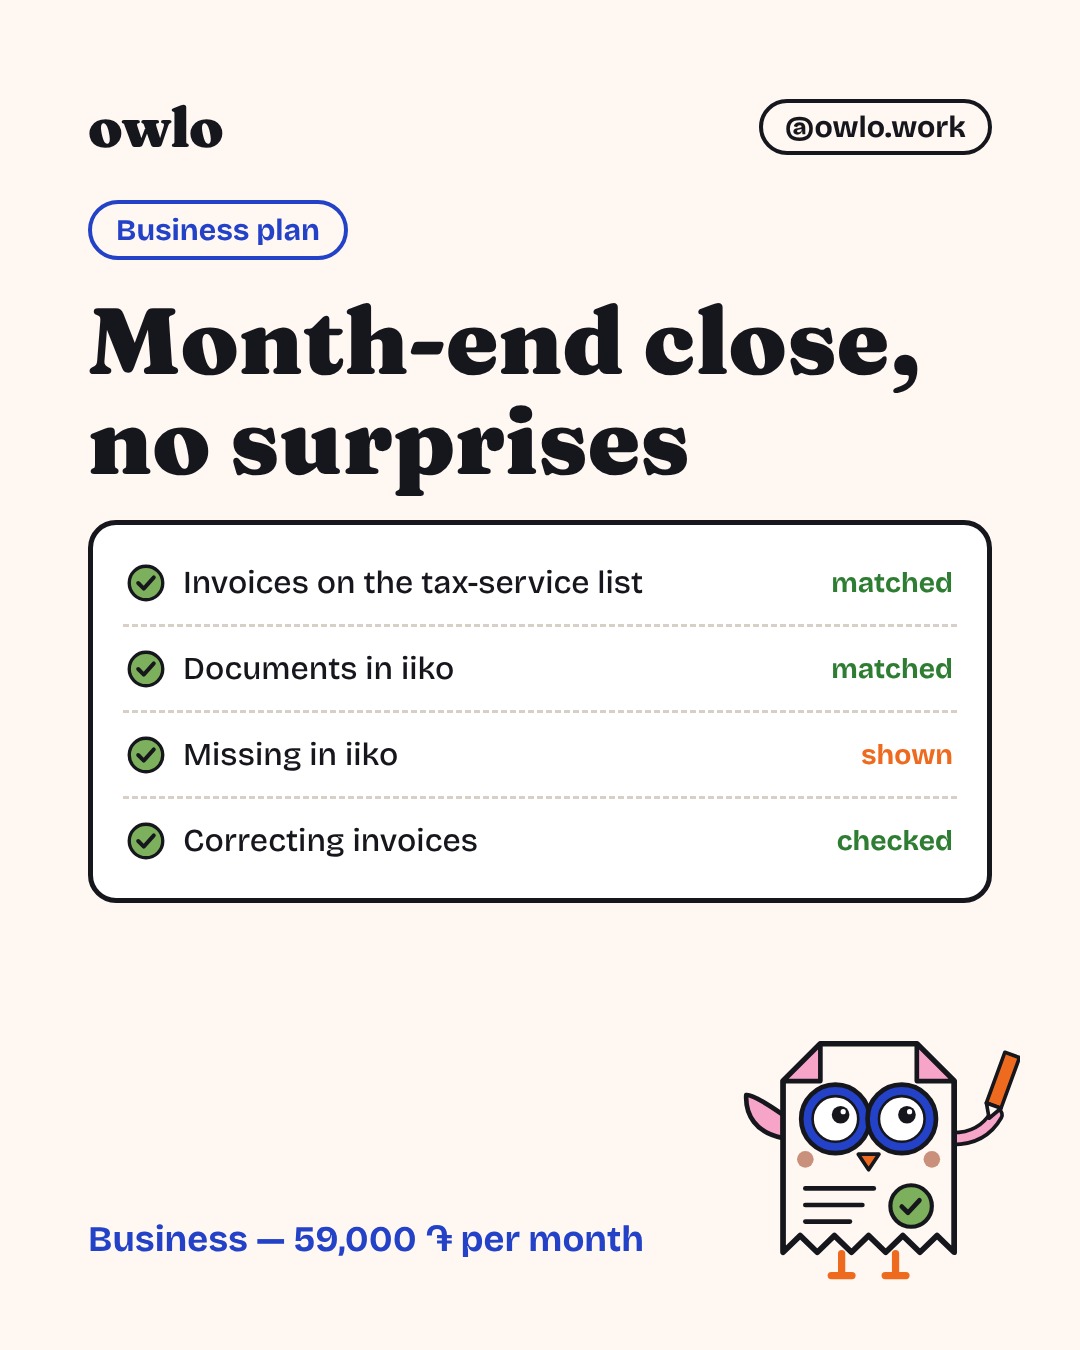 owlo
@owlo.work
Business plan
Month-end close,
no surprises
Invoices on the tax-service list matched
Documents in iiko matched
Missing in iiko shown
Correcting invoices checked
Business — 59,000 ֏ per month